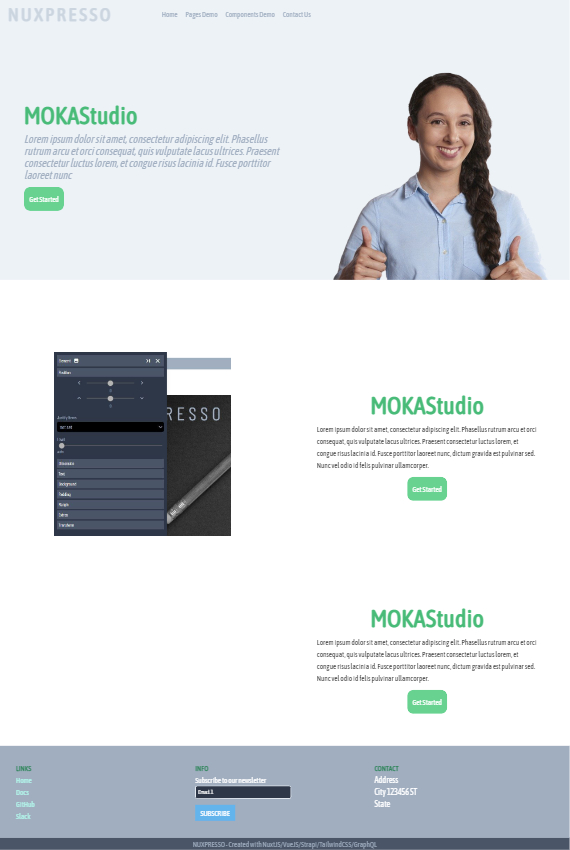 NUXPRESSO
Home Pages Demo Components Demo Contact Us
MOKAStudio
Lorem ipsum dolor sit amet, consectetur adipiscing elit. Phasellus
rutrum arcu et orci consequat, quis vulputate lacus ultrices. Praesent
consectetur luctus lorem, et congue risus lacinia id. Fusce porttitor
laoreet nunc
Get Started
Position
RESSO
Dimension
Background
Padding
Margin
MOKAStudio
Lorem ipsum dolor sit amet, consectetur adipiscing elit. Phasellus rutrum arcu et orci
consequat, quis vulputate lacus ultrices. Praesent consectetur luctus lorem, et
congue risus lacinia id. Fusce porttitor laoreet nunc, dictum gravida est pulvinar sed.
Nunc vel odio id felis pulvinar ullamcorper.
Get Started
MOKAStudio
Lorem ipsum dolor sit amet, consectetur adipiscing elit. Phasellus rutrum arcu et orci
consequat, quis vulputate lacus ultrices. Praesent consectetur luctus lorem, et
congue risus lacinia id. Fusce porttitor laoreet nunc, dictum gravida est pulvinar sed.
Nunc vel odio id felis pulvinar ullamcorper.
Get Started
LINKS
Home
Docs
GitHub
Slack
INFO
Subscribe to our newsletter
Email
SUBSCRIBE
CONTACT
Address
City 123456 ST
State
NUXPRESSO - Created with NuxtJS/VueJS/Strapi/TailwindCSS/GraphQL